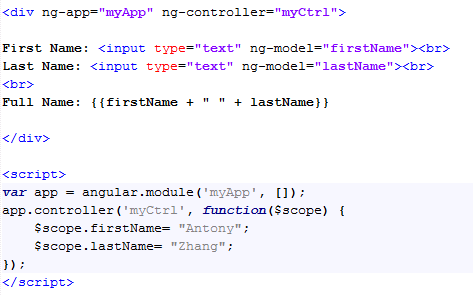 <div ng-app="myApp" ng-controller="myCtrl">
First Name: <input type="text" ng-model="firstName"><br>
Last Name: <input type="text" ng-model="lastName"><br>
<br>
Full Name: {{firstName + " " + lastName}}
</div>
<script>
var app = angular.module('myApp', []);
app.controller('myCtrl', function($scope) {
    $scope.firstName= "Antony";
    $scope.lastName= "Zhang";
});
</script>